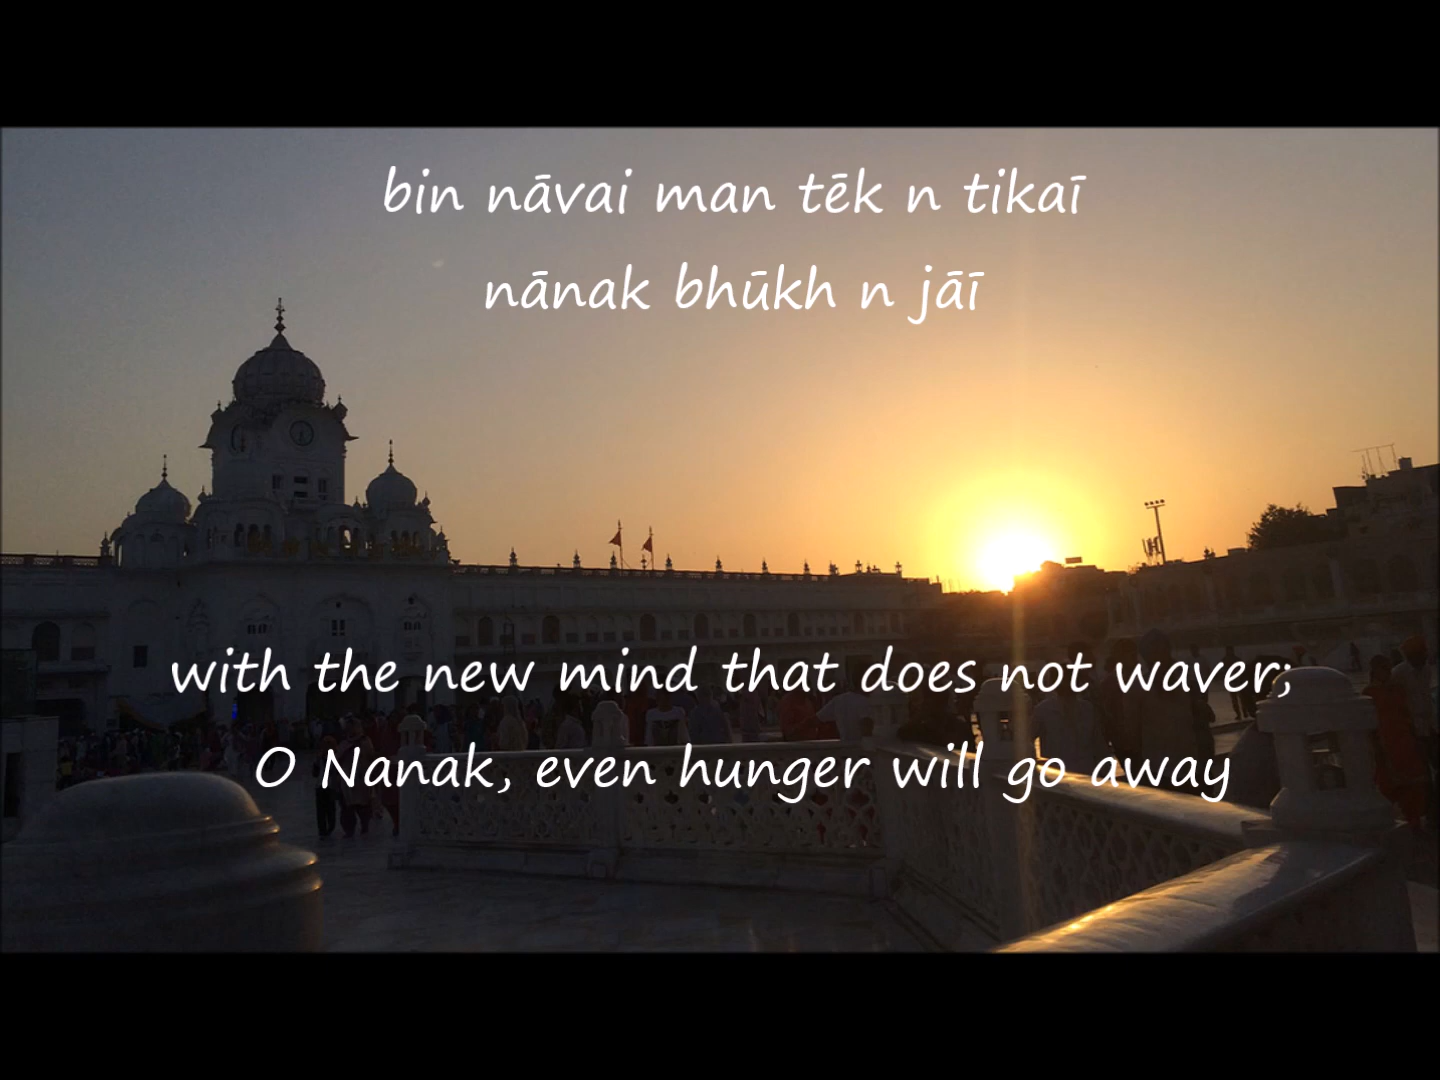 bin nāvai man tēk n tikaī
nānak bhūkh n jāī
with the new mind that does not waver;
O Nanak, even hunger will go away